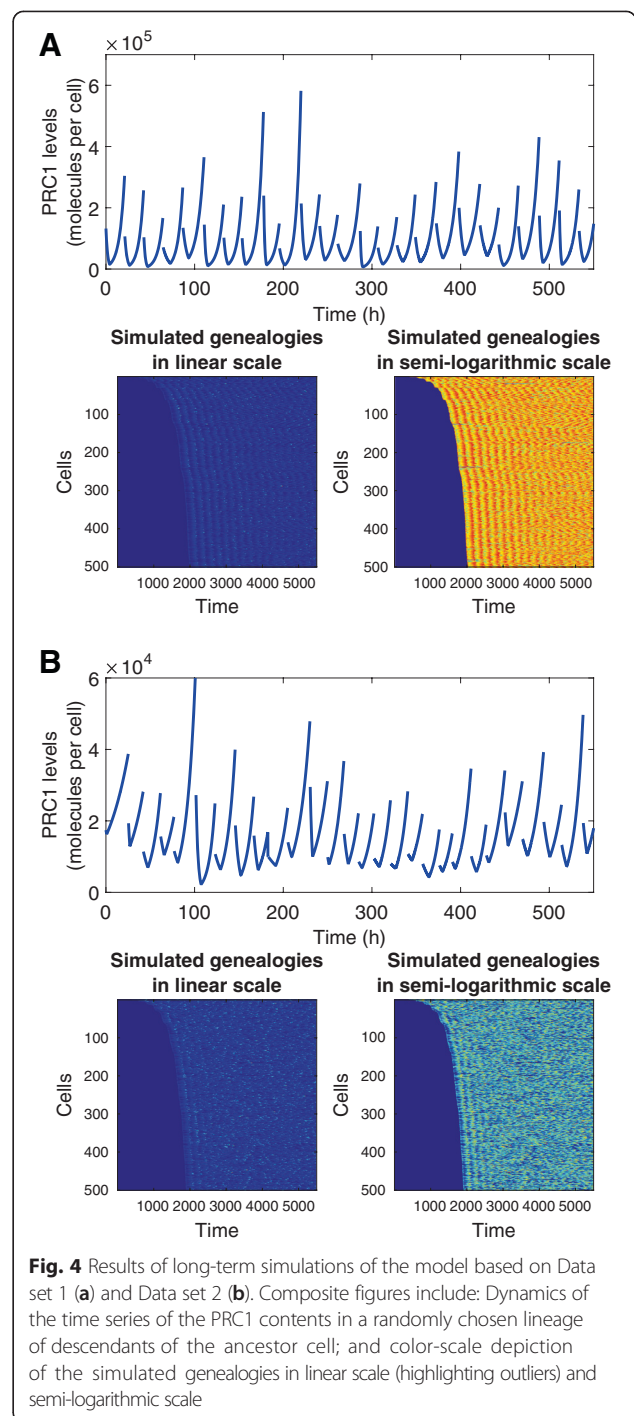 A
× 10^5
PRC1 levels
(molecules per cell)
6
4
2
0
0 100 200 300 400 500
Time (h)
Simulated genealogies
in linear scale
Simulated genealogies
in semi-logarithmic scale
Cells
100
200
300
400
500
1000 2000 3000 4000 5000
Time
Cells
100
200
300
400
500
1000 2000 3000 4000 5000
Time
B
× 10^4
PRC1 levels
(molecules per cell)
6
4
2
0
0 100 200 300 400 500
Time (h)
Simulated genealogies
in linear scale
Simulated genealogies
in semi-logarithmic scale
Cells
100
200
300
400
500
1000 2000 3000 4000 5000
Time
Cells
100
200
300
400
500
1000 2000 3000 4000 5000
Time
Fig. 4 Results of long-term simulations of the model based on Data
set 1 (a) and Data set 2 (b). Composite figures include: Dynamics of
the time series of the PRC1 contents in a randomly chosen lineage
of descendants of the ancestor cell; and color-scale depiction
of the simulated genealogies in linear scale (highlighting outliers) and
semi-logarithmic scale